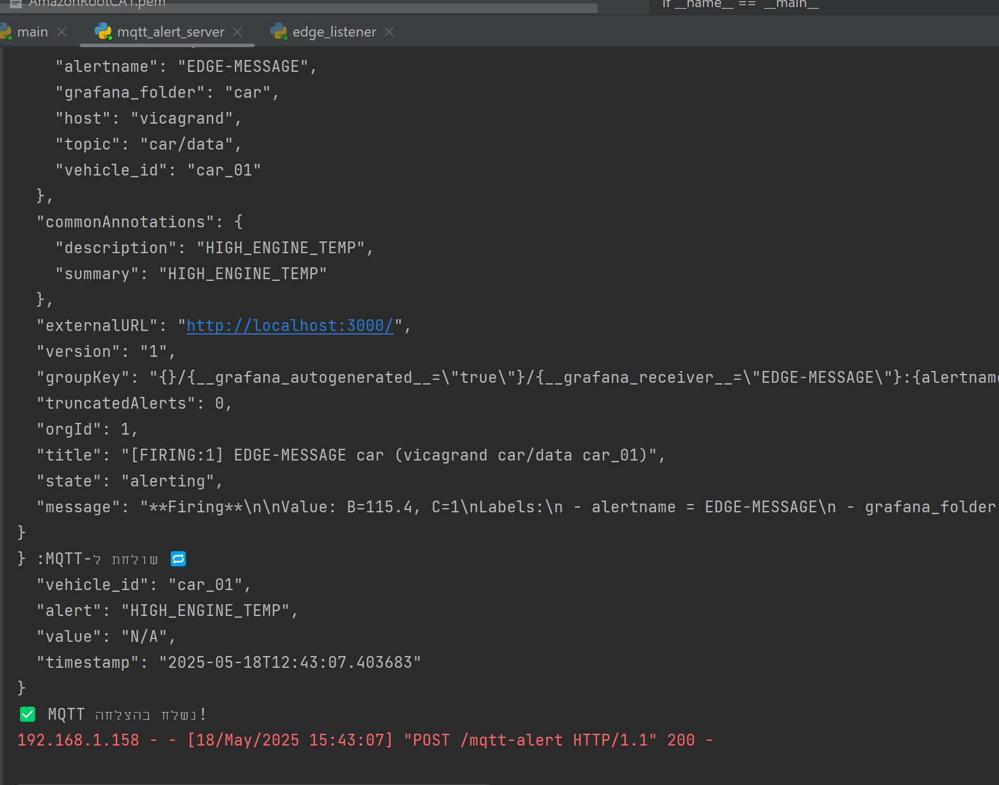 AmazonRootCA1.pem
if __name__ == '__main__
main
mqtt_alert_server
edge_listener
"alertname": "EDGE-MESSAGE",
"grafana_folder": "car",
"host": "vicagrand",
"topic": "car/data",
"vehicle_id": "car_01"
},
"commonAnnotations": {
"description": "HIGH_ENGINE_TEMP",
"summary": "HIGH_ENGINE_TEMP"
},
"externalURL": "http://localhost:3000/",
"version": "1",
"groupKey": "{}/{__grafana_autogenerated__=\"true\"}/{__grafana_receiver__=\"EDGE-MESSAGE\"}:{alertname
"truncatedAlerts": 0,
"orgId": 1,
"title": "[FIRING:1] EDGE-MESSAGE car (vicagrand car/data car_01)",
"state": "alerting",
"message": "**Firing**\n\nValue: B=115.4, C=1\nLabels:\n - alertname = EDGE-MESSAGE\n - grafana_folder
}
🔁 שולחת ל-MQTT: {
"vehicle_id": "car_01",
"alert": "HIGH_ENGINE_TEMP",
"value": "N/A",
"timestamp": "2025-05-18T12:43:07.403683"
}
✅ MQTT נשלח בהצלחה!
192.168.1.158 - - [18/May/2025 15:43:07] "POST /mqtt-alert HTTP/1.1" 200 -